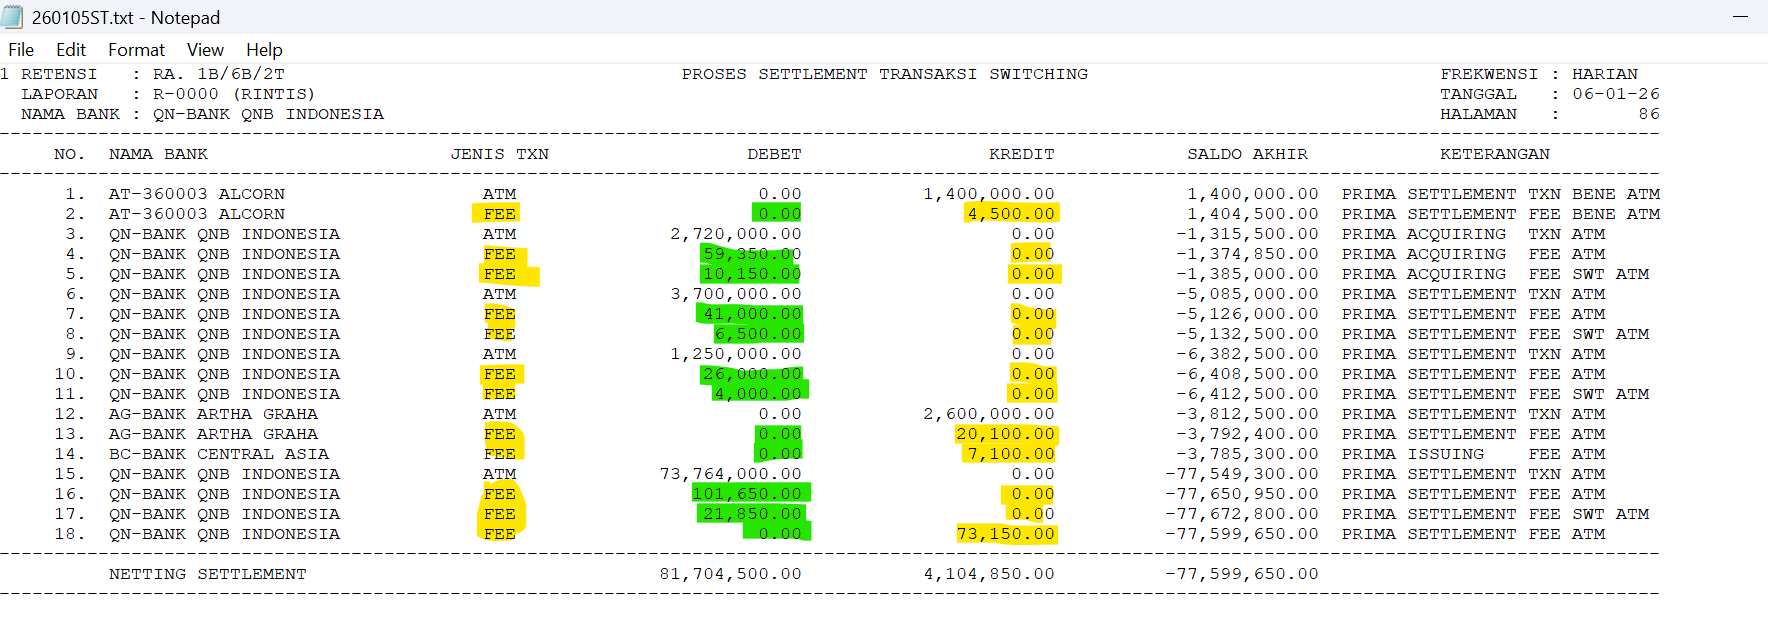 260105ST.txt - Notepad
File Edit Format View Help
1 RETENSI : RA. 1B/6B/2T PROSES SETTLEMENT TRANSAKSI SWITCHING FREKWENSI : HARIAN
LAPORAN : R-0000 (RINTIS) TANGGAL : 06-01-26
NAMA BANK : QN-BANK QNB INDONESIA HALAMAN : 86
NO. NAMA BANK JENIS TXN DEBET KREDIT SALDO AKHIR KETERANGAN
1. AT-360003 ALCORN ATM 0.00 1,400,000.00 1,400,000.00 PRIMA SETTLEMENT TXN BENE ATM
2. AT-360003 ALCORN FEE 0.00 4,500.00 1,404,500.00 PRIMA SETTLEMENT FEE BENE ATM
3. QN-BANK QNB INDONESIA ATM 2,720,000.00 0.00 -1,315,500.00 PRIMA ACQUIRING TXN ATM
4. QN-BANK QNB INDONESIA FEE 59,350.00 0.00 -1,374,850.00 PRIMA ACQUIRING FEE ATM
5. QN-BANK QNB INDONESIA FEE 10,150.00 0.00 -1,385,000.00 PRIMA ACQUIRING FEE SWT ATM
6. QN-BANK QNB INDONESIA ATM 3,700,000.00 0.00 -5,085,000.00 PRIMA SETTLEMENT TXN ATM
7. QN-BANK QNB INDONESIA FEE 41,000.00 0.00 -5,126,000.00 PRIMA SETTLEMENT FEE ATM
8. QN-BANK QNB INDONESIA FEE 6,500.00 0.00 -5,132,500.00 PRIMA SETTLEMENT FEE SWT ATM
9. QN-BANK QNB INDONESIA ATM 1,250,000.00 0.00 -6,382,500.00 PRIMA SETTLEMENT TXN ATM
10. QN-BANK QNB INDONESIA FEE 26,000.00 0.00 -6,408,500.00 PRIMA SETTLEMENT FEE ATM
11. QN-BANK QNB INDONESIA FEE 4,000.00 0.00 -6,412,500.00 PRIMA SETTLEMENT FEE SWT ATM
12. AG-BANK ARTHA GRAHA ATM 0.00 2,600,000.00 -3,812,500.00 PRIMA SETTLEMENT TXN ATM
13. AG-BANK ARTHA GRAHA FEE 0.00 20,100.00 -3,792,400.00 PRIMA SETTLEMENT FEE ATM
14. BC-BANK CENTRAL ASIA FEE 0.00 7,100.00 -3,785,300.00 PRIMA ISSUING FEE ATM
15. QN-BANK QNB INDONESIA ATM 73,764,000.00 0.00 -77,549,300.00 PRIMA SETTLEMENT TXN ATM
16. QN-BANK QNB INDONESIA FEE 101,650.00 0.00 -77,650,950.00 PRIMA SETTLEMENT FEE ATM
17. QN-BANK QNB INDONESIA FEE 21,850.00 0.00 -77,672,800.00 PRIMA SETTLEMENT FEE SWT ATM
18. QN-BANK QNB INDONESIA FEE 0.00 73,150.00 -77,599,650.00 PRIMA SETTLEMENT FEE ATM
NETTING SETTLEMENT 81,704,500.00 4,104,850.00 -77,599,650.00